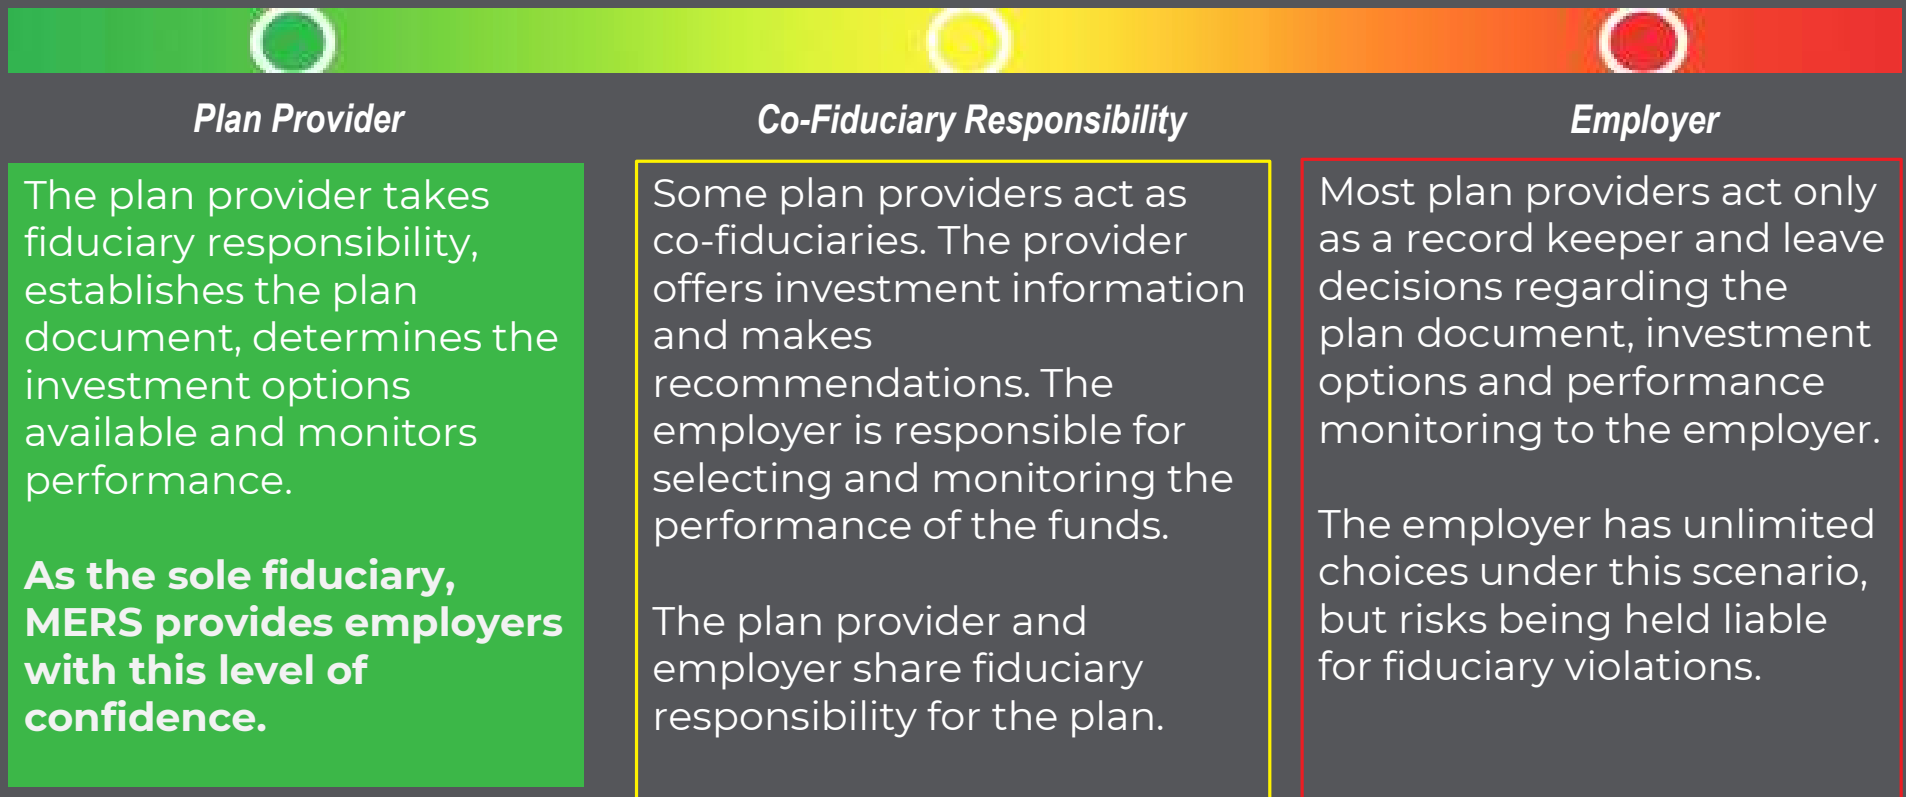 Plan Provider
The plan provider takes
fiduciary responsibility,
establishes the plan
document, determines the
investment options
available and monitors
performance.
As the sole fiduciary,
MERS provides employers
with this level of
confidence.
Co-Fiduciary Responsibility
Some plan providers act as
co-fiduciaries. The provider
offers investment information
and makes
recommendations. The
employer is responsible for
selecting and monitoring the
performance of the funds.
The plan provider and
employer share fiduciary
responsibility for the plan.
Employer
Most plan providers act only
as a record keeper and leave
decisions regarding the
plan document, investment
options and performance
monitoring to the employer.
The employer has unlimited
choices under this scenario,
but risks being held liable
for fiduciary violations.